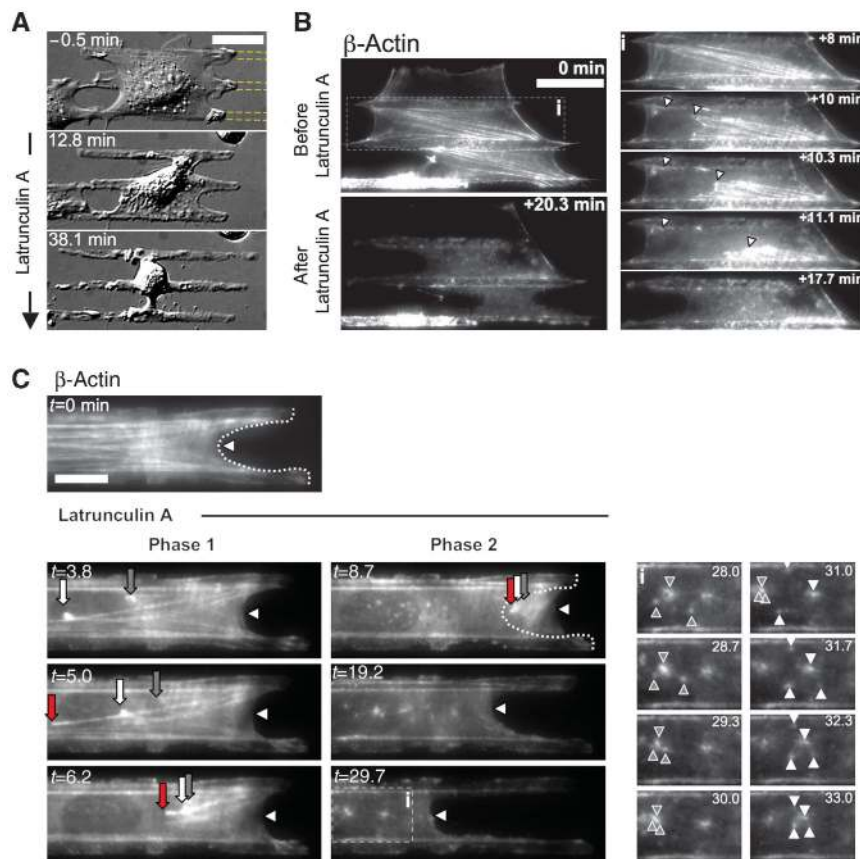 A
−0.5 min
12.8 min
38.1 min
Latrunculin A
B
β-Actin
Before
Latrunculin A
After
Latrunculin A
0 min
i
+20.3 min
i
+8 min
+10 min
+10.3 min
+11.1 min
+17.7 min
C
β-Actin
t=0 min
Latrunculin A
Phase 1
Phase 2
t=3.8
t=8.7
t=5.0
t=19.2
t=6.2
t=29.7
i
i
28.0
31.0
28.7
31.7
29.3
32.3
30.0
33.0